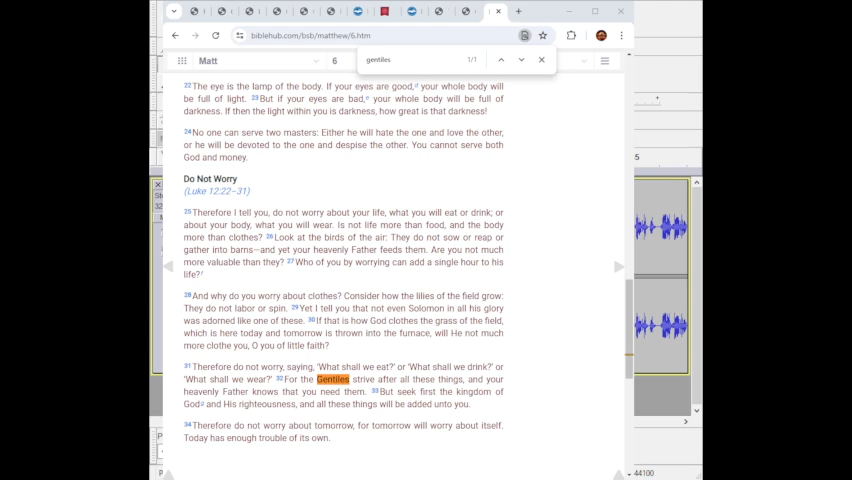 biblehub.com/bsb/matthew/6.htm
Matt
6
gentiles
1/1
22 The eye is the lamp of the body. If your eyes are good,d your whole body will
be full of light. 23 But if your eyes are bad,e your whole body will be full of
darkness. If then the light within you is darkness, how great is that darkness!
24 No one can serve two masters: Either he will hate the one and love the other,
or he will be devoted to the one and despise the other. You cannot serve both
God and money.
Do Not Worry
(Luke 12:22–31)
25 Therefore I tell you, do not worry about your life, what you will eat or drink; or
about your body, what you will wear. Is not life more than food, and the body
more than clothes? 26 Look at the birds of the air: They do not sow or reap or
gather into barns—and yet your heavenly Father feeds them. Are you not much
more valuable than they? 27 Who of you by worrying can add a single hour to his
life?f
28 And why do you worry about clothes? Consider how the lilies of the field grow:
They do not labor or spin. 29 Yet I tell you that not even Solomon in all his glory
was adorned like one of these. 30 If that is how God clothes the grass of the field,
which is here today and tomorrow is thrown into the furnace, will He not much
more clothe you, O you of little faith?
31 Therefore do not worry, saying, ‘What shall we eat?’ or ‘What shall we drink?’ or
‘What shall we wear?’ 32 For the Gentiles strive after all these things, and your
heavenly Father knows that you need them. 33 But seek first the kingdom of
Godg and His righteousness, and all these things will be added unto you.
34 Therefore do not worry about tomorrow, for tomorrow will worry about itself.
Today has enough trouble of its own.
44100